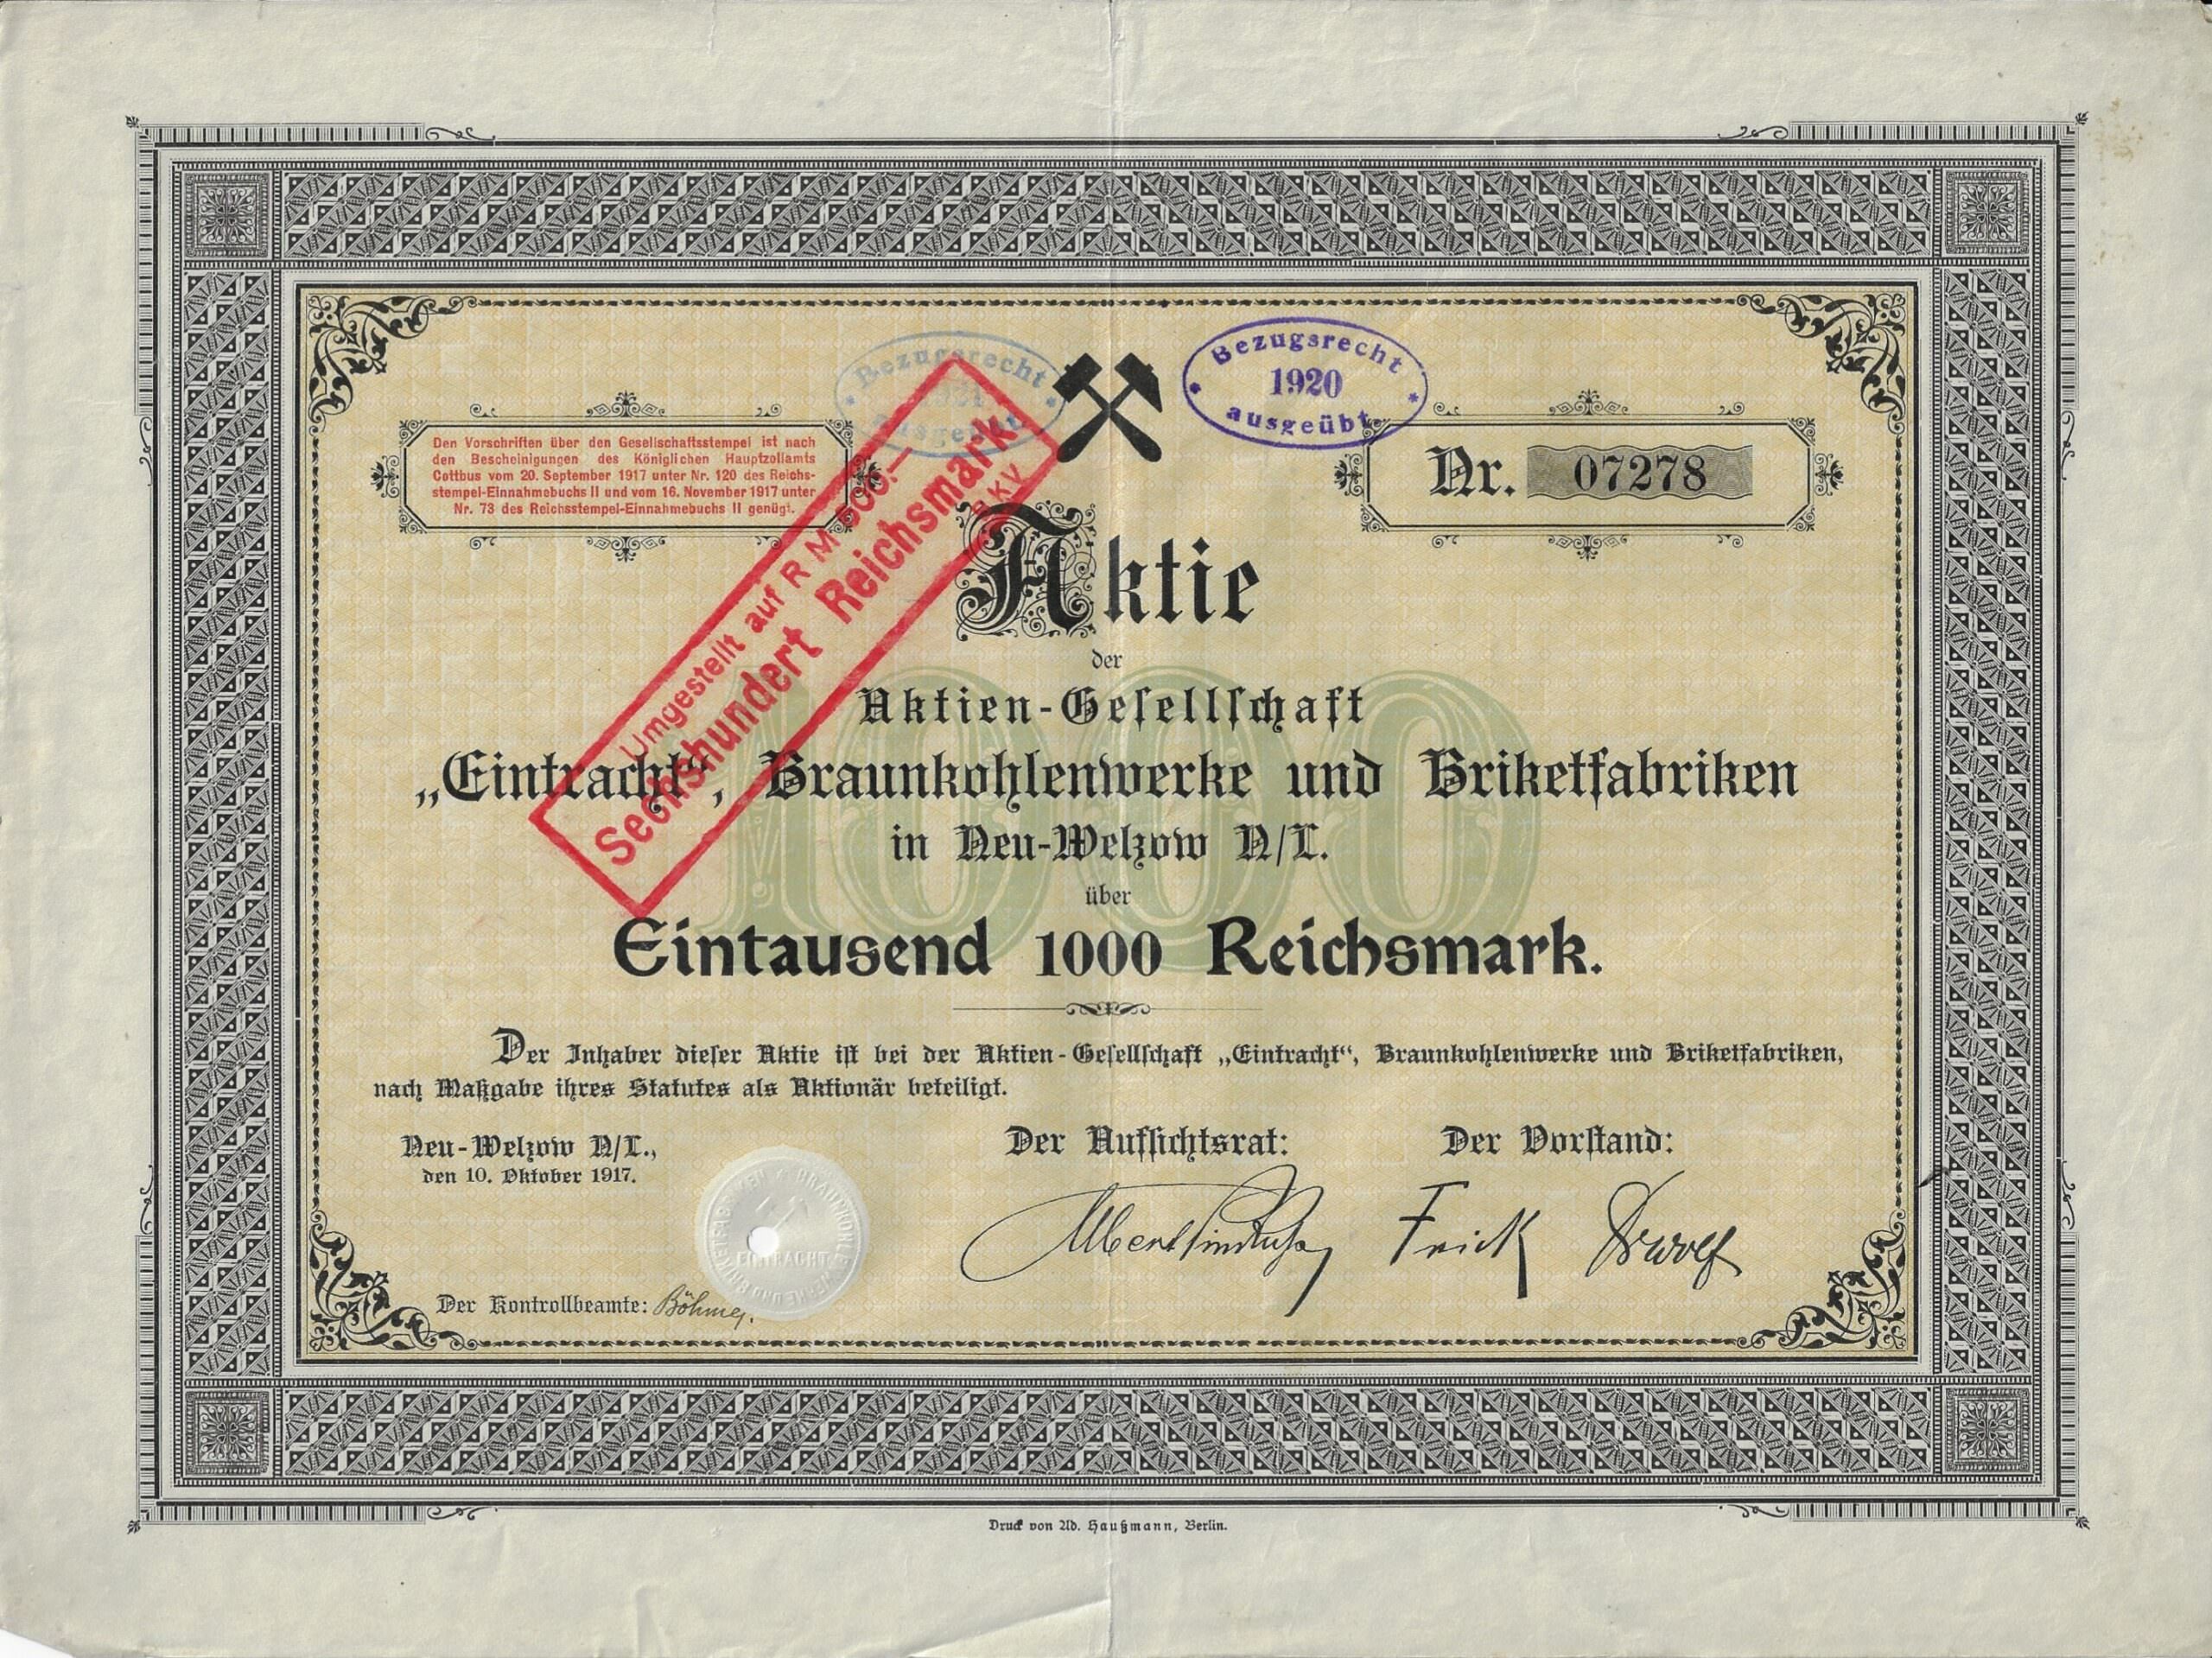 Bezugsrecht
ausgeübt
Bezugsrecht
1920
ausgeübt
Den Vorschriften über den Gesellschaftsstempel ist nach
den Bescheinigungen des Königlichen Hauptzollamts
Cottbus vom 20. September 1917 unter Nr. 120 des Reichs-
stempel-Einnahmebuchs II und vom 16. November 1917 unter
Nr. 73 des Reichsstempel-Einnahmebuchs II genügt.
Nr. 07278
Umgestellt auf RM 600.—
Sechshundert Reichsmark
Aktie
der
Aktien-Geſellſchaft
„Eintracht“, Braunkohlenwerke und Briketfabriken
in Neu-Welzow N/L.
über
1000
M.
Eintausend 1000 Reichsmark.
Der Inhaber dieſer Aktie iſt bei der Aktien-Geſellſchaft „Eintracht“, Braunkohlenwerke und Briketfabriken,
nach Maßgabe ihres Statutes als Aktionär beteiligt.
Neu-Welzow N/L.,
den 10. Oktober 1917.
Der Aufſichtsrat:
Der Vorſtand:
Frick
EINTRACHT
Der Kontrollbeamte: Böhme.
Druck von Ad. Haußmann, Berlin.